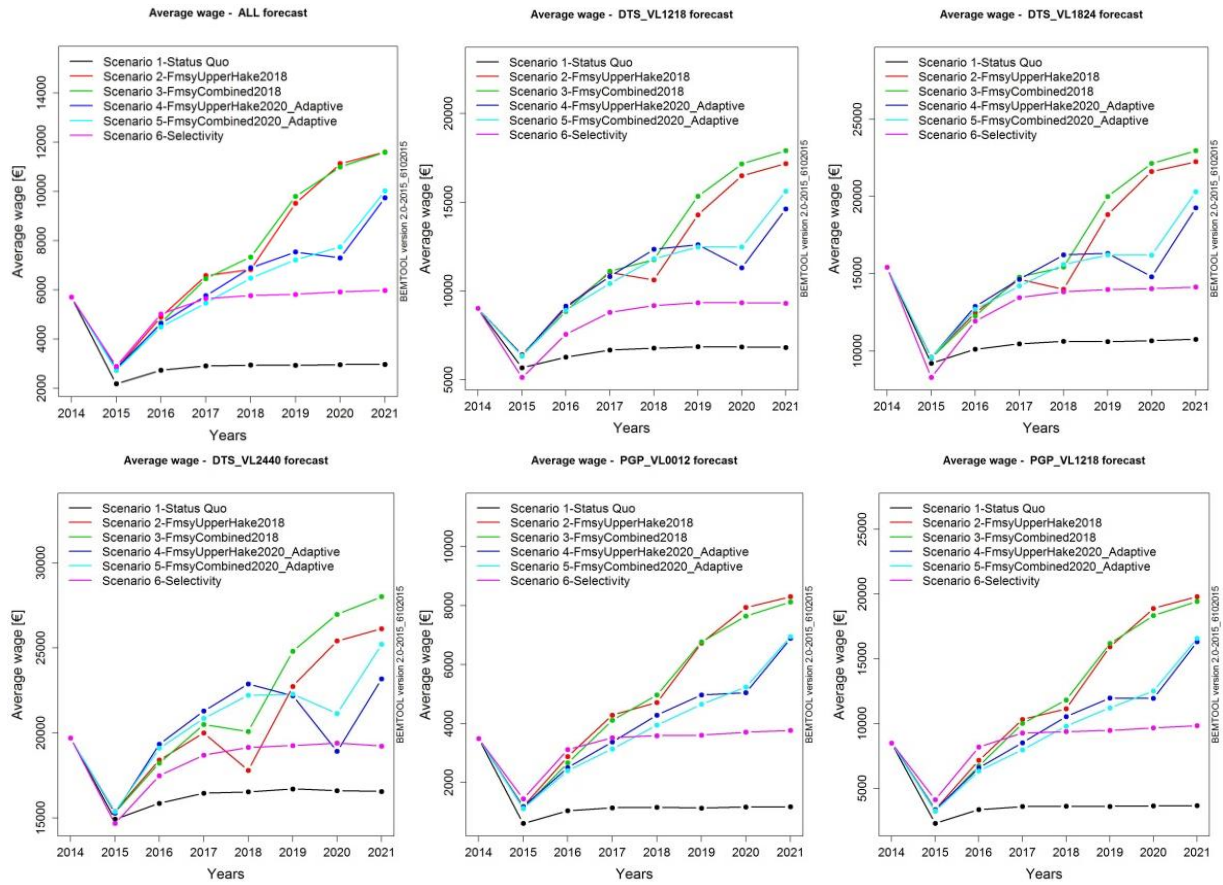 Average wage - ALL forecast
Average wage [€]
14000
12000
10000
8000
6000
4000
2000
Scenario 1-Status Quo
Scenario 2-FmsyUpperHake2018
Scenario 3-FmsyCombined2018
Scenario 4-FmsyUpperHake2020_Adaptive
Scenario 5-FmsyCombined2020_Adaptive
Scenario 6-Selectivity
BEMTOOL version 2.0-2015_6102015
2014 2015 2016 2017 2018 2019 2020 2021
Years
Average wage - DTS_VL1218 forecast
Average wage [€]
20000
15000
10000
5000
Scenario 1-Status Quo
Scenario 2-FmsyUpperHake2018
Scenario 3-FmsyCombined2018
Scenario 4-FmsyUpperHake2020_Adaptive
Scenario 5-FmsyCombined2020_Adaptive
Scenario 6-Selectivity
BEMTOOL version 2.0-2015_6102015
2014 2015 2016 2017 2018 2019 2020 2021
Years
Average wage - DTS_VL1824 forecast
Average wage [€]
25000
20000
15000
10000
Scenario 1-Status Quo
Scenario 2-FmsyUpperHake2018
Scenario 3-FmsyCombined2018
Scenario 4-FmsyUpperHake2020_Adaptive
Scenario 5-FmsyCombined2020_Adaptive
Scenario 6-Selectivity
BEMTOOL version 2.0-2015_6102015
2014 2015 2016 2017 2018 2019 2020 2021
Years
Average wage - DTS_VL2440 forecast
Average wage [€]
30000
25000
20000
15000
Scenario 1-Status Quo
Scenario 2-FmsyUpperHake2018
Scenario 3-FmsyCombined2018
Scenario 4-FmsyUpperHake2020_Adaptive
Scenario 5-FmsyCombined2020_Adaptive
Scenario 6-Selectivity
BEMTOOL version 2.0-2015_6102015
2014 2015 2016 2017 2018 2019 2020 2021
Years
Average wage - PGP_VL0012 forecast
Average wage [€]
10000
8000
6000
4000
2000
Scenario 1-Status Quo
Scenario 2-FmsyUpperHake2018
Scenario 3-FmsyCombined2018
Scenario 4-FmsyUpperHake2020_Adaptive
Scenario 5-FmsyCombined2020_Adaptive
Scenario 6-Selectivity
BEMTOOL version 2.0-2015_6102015
2014 2015 2016 2017 2018 2019 2020 2021
Years
Average wage - PGP_VL1218 forecast
Average wage [€]
25000
20000
15000
10000
5000
Scenario 1-Status Quo
Scenario 2-FmsyUpperHake2018
Scenario 3-FmsyCombined2018
Scenario 4-FmsyUpperHake2020_Adaptive
Scenario 5-FmsyCombined2020_Adaptive
Scenario 6-Selectivity
BEMTOOL version 2.0-2015_6102015
2014 2015 2016 2017 2018 2019 2020 2021
Years